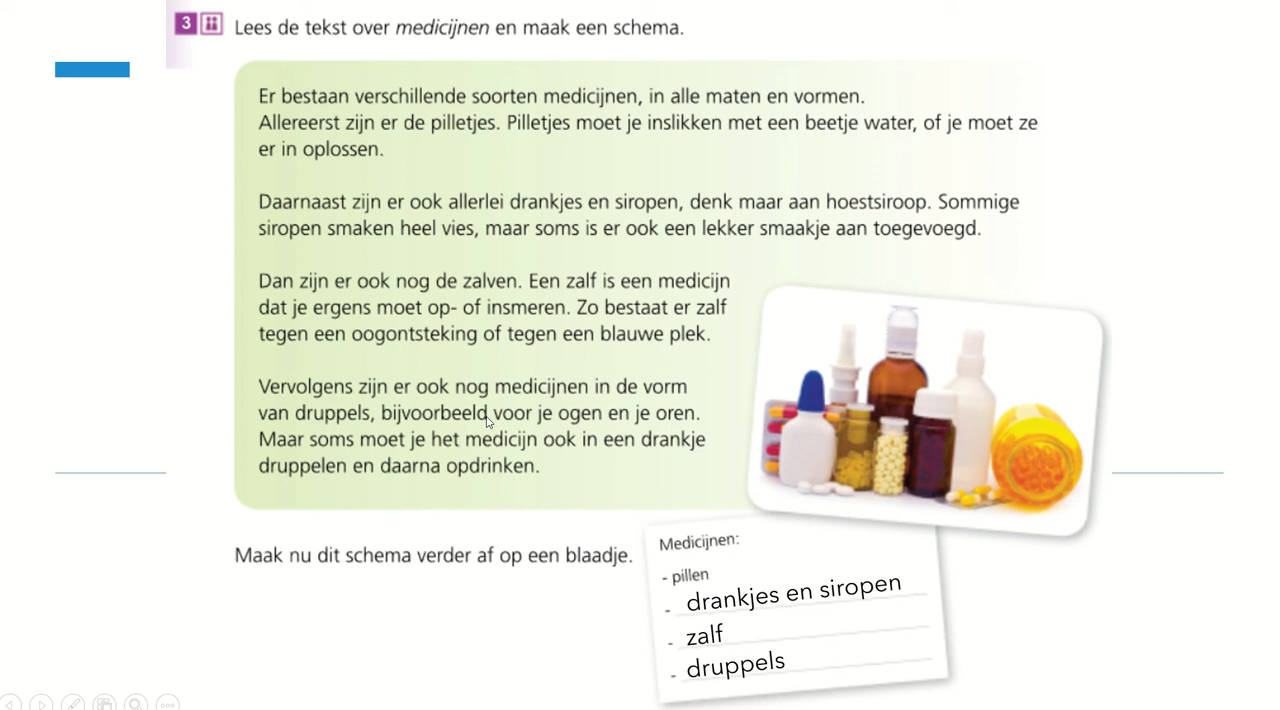 3 Lees de tekst over medicijnen en maak een schema.
Er bestaan verschillende soorten medicijnen, in alle maten en vormen.
Allereerst zijn er de pilletjes. Pilletjes moet je inslikken met een beetje water, of je moet ze
er in oplossen.
Daarnaast zijn er ook allerlei drankjes en siropen, denk maar aan hoestsiroop. Sommige
siropen smaken heel vies, maar soms is er ook een lekker smaakje aan toegevoegd.
Dan zijn er ook nog de zalven. Een zalf is een medicijn
dat je ergens moet op- of insmeren. Zo bestaat er zalf
tegen een oogontsteking of tegen een blauwe plek.
Vervolgens zijn er ook nog medicijnen in de vorm
van druppels, bijvoorbeeld voor je ogen en je oren.
Maar soms moet je het medicijn ook in een drankje
druppelen en daarna opdrinken.
Maak nu dit schema verder af op een blaadje.
Medicijnen:
- pillen
- drankjes en siropen
- zalf
- druppels